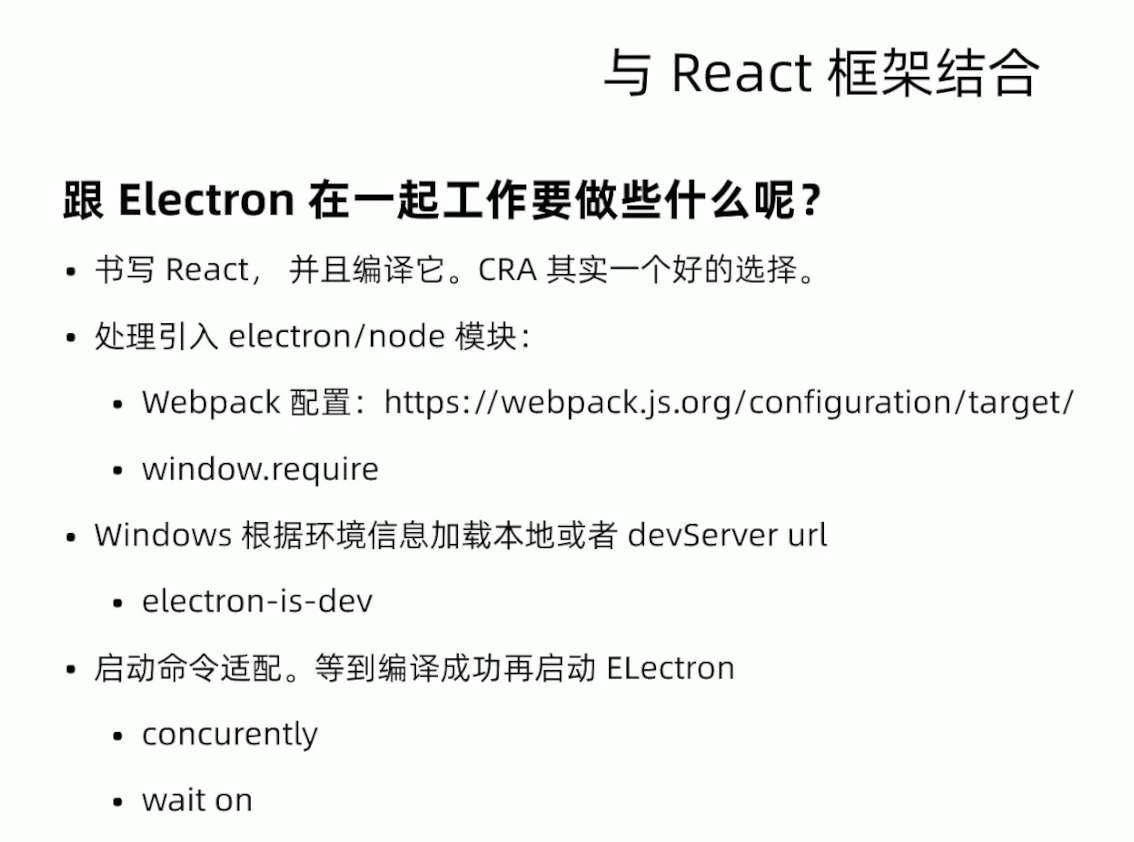 与 React 框架结合
跟 Electron 在一起工作要做些什么呢？
• 书写 React， 并且编译它。CRA 其实一个好的选择。
• 处理引入 electron/node 模块：
• Webpack 配置：https://webpack.js.org/configuration/target/
• window.require
• Windows 根据环境信息加载本地或者 devServer url
• electron-is-dev
• 启动命令适配。等到编译成功再启动 ELectron
• concurently
• wait on